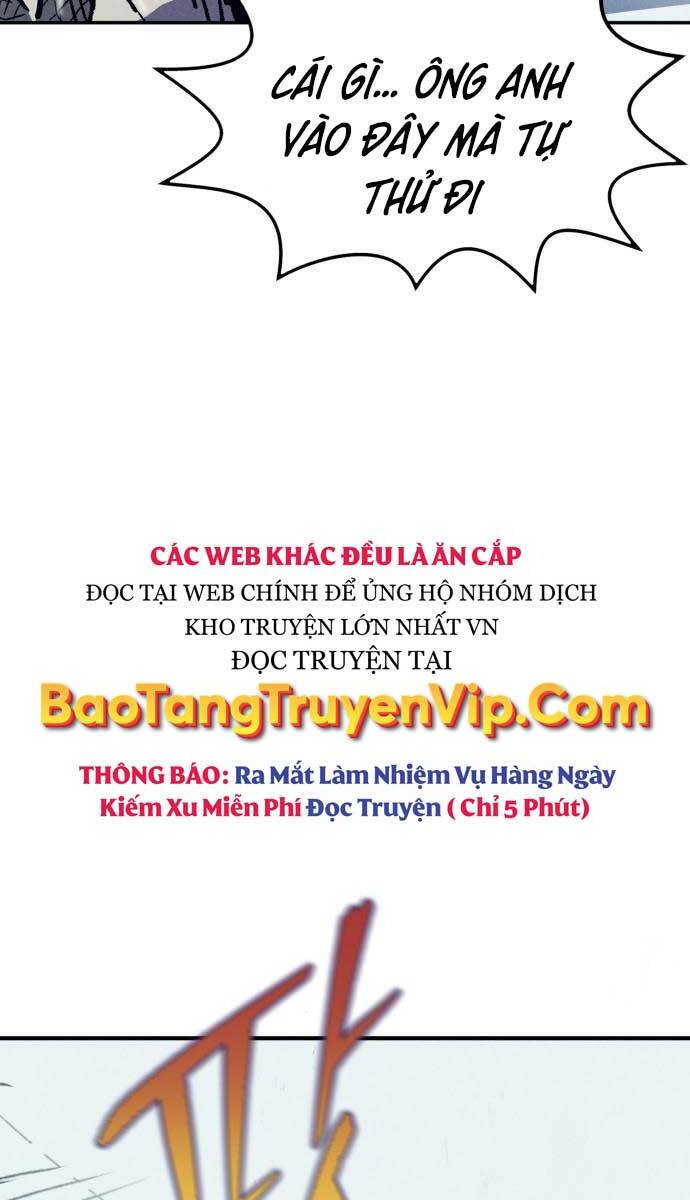 CÁI GÌ... ÔNG ANH
VÀO ĐÂY MÀ TỰ
THỬ ĐI
CÁC WEB KHÁC ĐỀU LÀ ĂN CẮP
ĐỌC TẠI WEB CHÍNH ĐỂ ỦNG HỘ NHÓM DỊCH
KHO TRUYỆN LỚN NHẤT VN
ĐỌC TRUYỆN TẠI
BaoTangTruyenVip.Com
THÔNG BÁO: Ra Mắt Làm Nhiệm Vụ Hàng Ngày
Kiếm Xu Miễn Phí Đọc Truyện ( Chỉ 5 Phút)